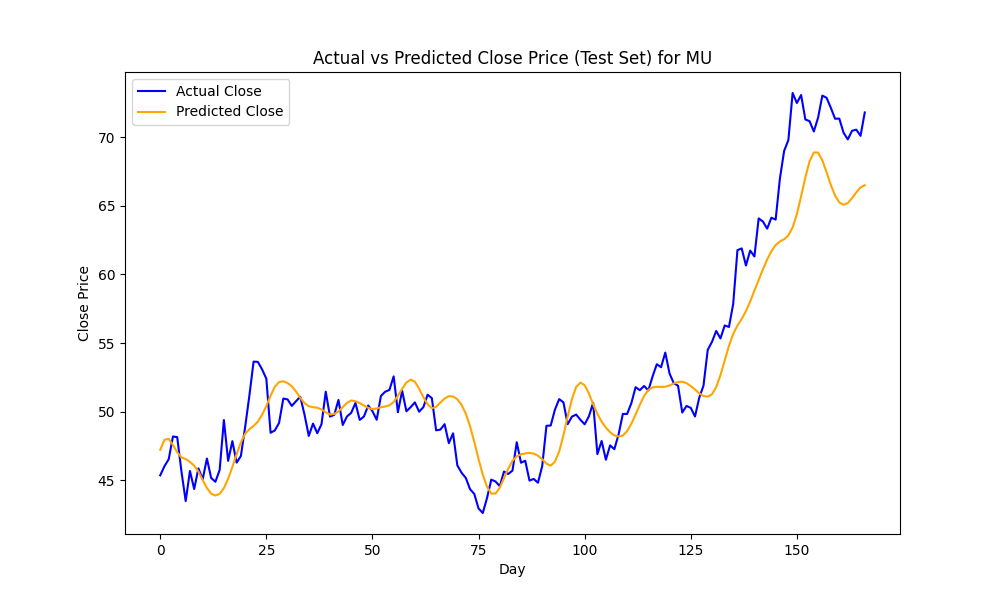 Actual vs Predicted Close Price (Test Set) for MU
Actual Close
Predicted Close
70
65
60
55
50
45
Close Price
0 25 50 75 100 125 150
Day